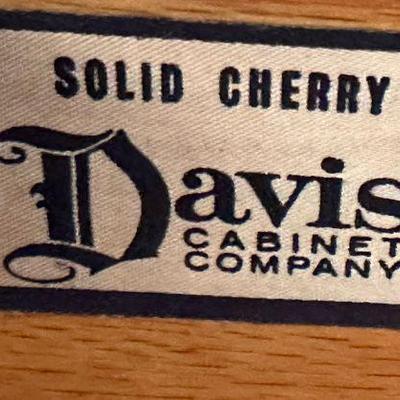 SOLID CHERRY
Davis
CABINET
COMPANY